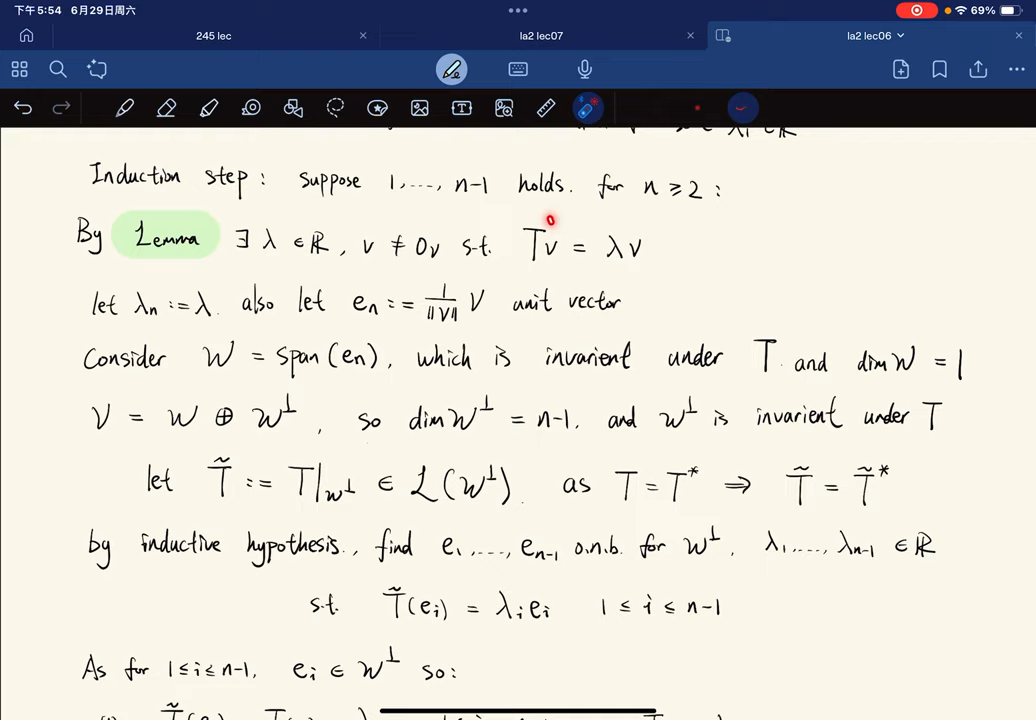 下午5:54 6月29日周六
69%
245 lec
la2 lec07
la2 lec06
Induction step: suppose 1,...., n-1 holds. for n ≥ 2 :
By Lemma ∃ λ ∈ ℝ, v ≠ 0v s.t. Tv = λv
let λn := λ. also let en := 1/‖v‖ V unit vector
Consider W = span(en), which is invarient under T. and dim W = 1
V = W ⊕ W⊥, so dim W⊥ = n-1, and W⊥ is invarient under T
let T̃ := T|W⊥ ∈ ℒ(W⊥). as T = T* ⇒ T̃ = T̃*
by inductive hypothesis., find e1,...., en-1 o.n.b. for W⊥, λ1,...., λn-1 ∈ ℝ
s.t. T̃(ei) = λiei 1 ≤ i ≤ n-1
As for 1≤i≤n-1, ei ∈ W⊥ so: